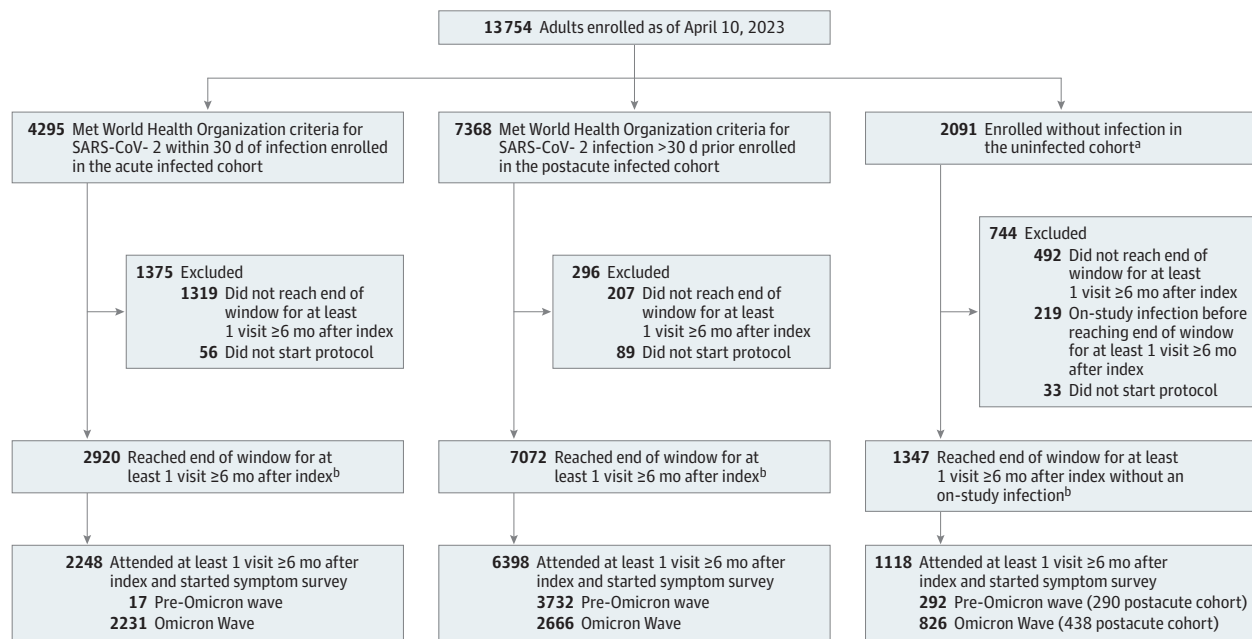 13754 Adults enrolled as of April 10, 2023
4295 Met World Health Organization criteria for
SARS-CoV- 2 within 30 d of infection enrolled
in the acute infected cohort
7368 Met World Health Organization criteria for
SARS-CoV- 2 infection >30 d prior enrolled
in the postacute infected cohort
2091 Enrolled without infection in
the uninfected cohortᵃ
1375 Excluded
1319 Did not reach end of
window for at least
1 visit ≥6 mo after index
56 Did not start protocol
296 Excluded
207 Did not reach end of
window for at least
1 visit ≥6 mo after index
89 Did not start protocol
744 Excluded
492 Did not reach end of
window for at least
1 visit ≥6 mo after index
219 On-study infection before
reaching end of window
for at least 1 visit ≥6 mo
after index
33 Did not start protocol
2920 Reached end of window for at
least 1 visit ≥6 mo after indexᵇ
7072 Reached end of window for at
least 1 visit ≥6 mo after indexᵇ
1347 Reached end of window for at least
1 visit ≥6 mo after index without an
on-study infectionᵇ
2248 Attended at least 1 visit ≥6 mo after
index and started symptom survey
17 Pre-Omicron wave
2231 Omicron Wave
6398 Attended at least 1 visit ≥6 mo after
index and started symptom survey
3732 Pre-Omicron wave
2666 Omicron Wave
1118 Attended at least 1 visit ≥6 mo after
index and started symptom survey
292 Pre-Omicron wave (290 postacute cohort)
826 Omicron Wave (438 postacute cohort)